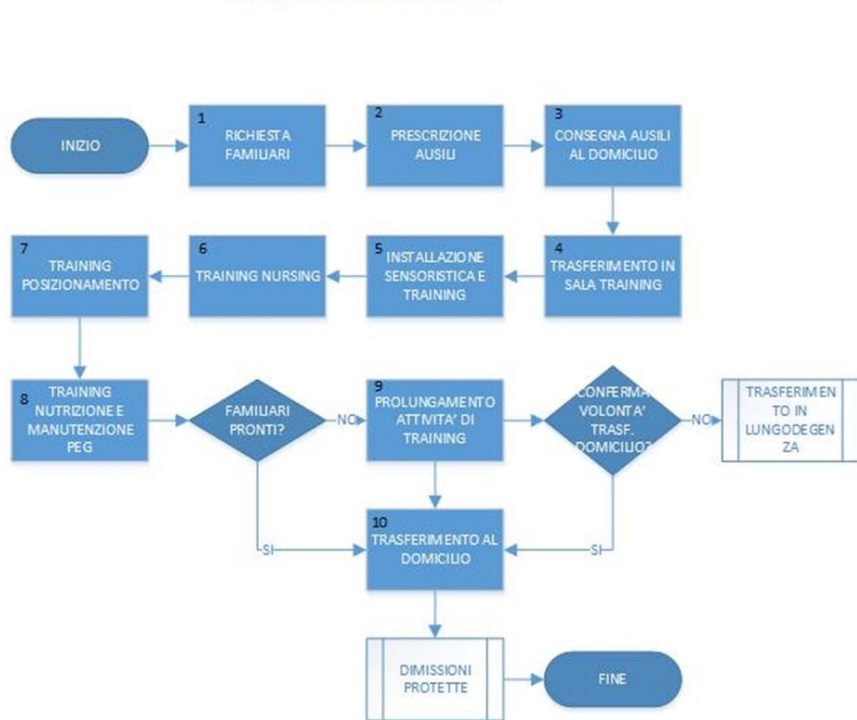 INIZIO
1
RICHIESTA
FAMILIARI
2
PRESCRIZIONE
AUSILI
3
CONSEGNA AUSILI
AL DOMICILIO
7
TRAINING
POSIZIONAMENTO
6
TRAINING NURSING
5
INSTALLAZIONE
SENSORISTICA E
TRAINING
4
TRASFERIMENTO IN
SALA TRAINING
8
TRAINING
NUTRIZIONE E
MANUTENZIONE
PEG
FAMILIARI
PRONTI?
NO
9
PROLUNGAMENTO
ATTIVITA' DI
TRAINING
CONFERMA
VOLONTA'
TRASF.
DOMICILIO?
NO
TRASFERIMEN
TO IN
LUNGODEGEN
ZA
SI
10
TRASFERIMENTO AL
DOMICILIO
SI
DIMISSIONI
PROTETTE
FINE